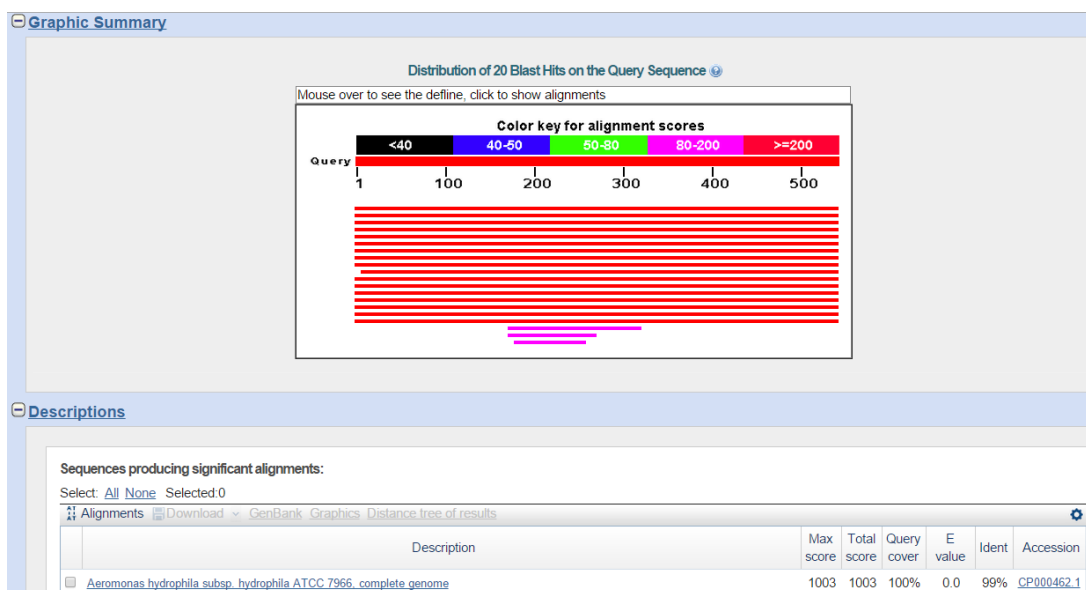 Graphic Summary
Distribution of 20 Blast Hits on the Query Sequence
Mouse over to see the defline, click to show alignments
Color key for alignment scores
<40 40-50 50-80 80-200 >=200
Query
1 100 200 300 400 500
Descriptions
Sequences producing significant alignments:
Select: All None Selected:0
Alignments Download GenBank Graphics Distance tree of results
Description Max score Total score Query cover E value Ident Accession
Aeromonas hydrophila subsp. hydrophila ATCC 7966, complete genome 1003 1003 100% 0.0 99% CP000462.1